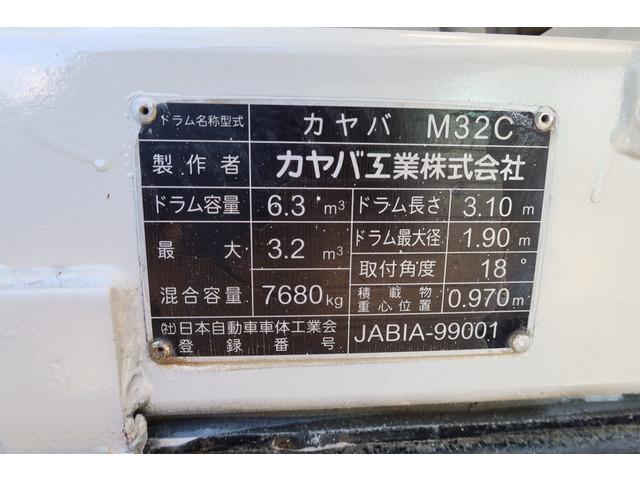 ドラム名称型式 カヤバ M32C
製作者 カヤバ工業株式会社
ドラム容量 6.3 m³ ドラム長さ 3.10 m
最大 3.2 m³ ドラム最大径 1.90 m
取付角度 18°
混合容量 7680kg 積載物重心位置 0.970m
㈳日本自動車車体工業会
登録番号 JABIA-99001